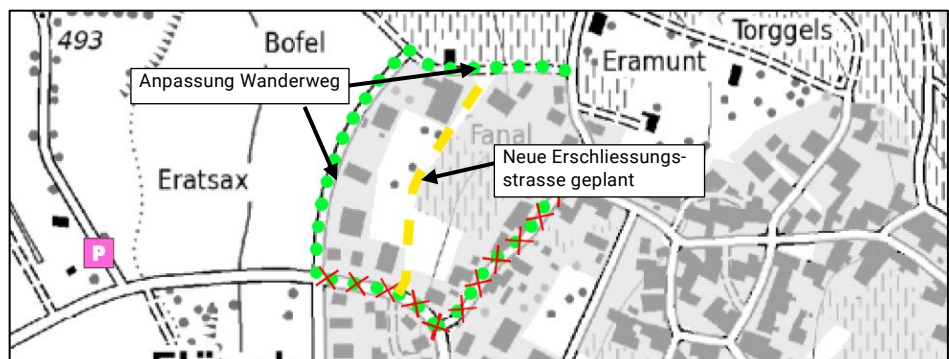 493
Bofel
Torggels
Eramunt
Anpassung Wanderweg
Fanal
Neue Erschliessungs-
strasse geplant
Eratsax
P